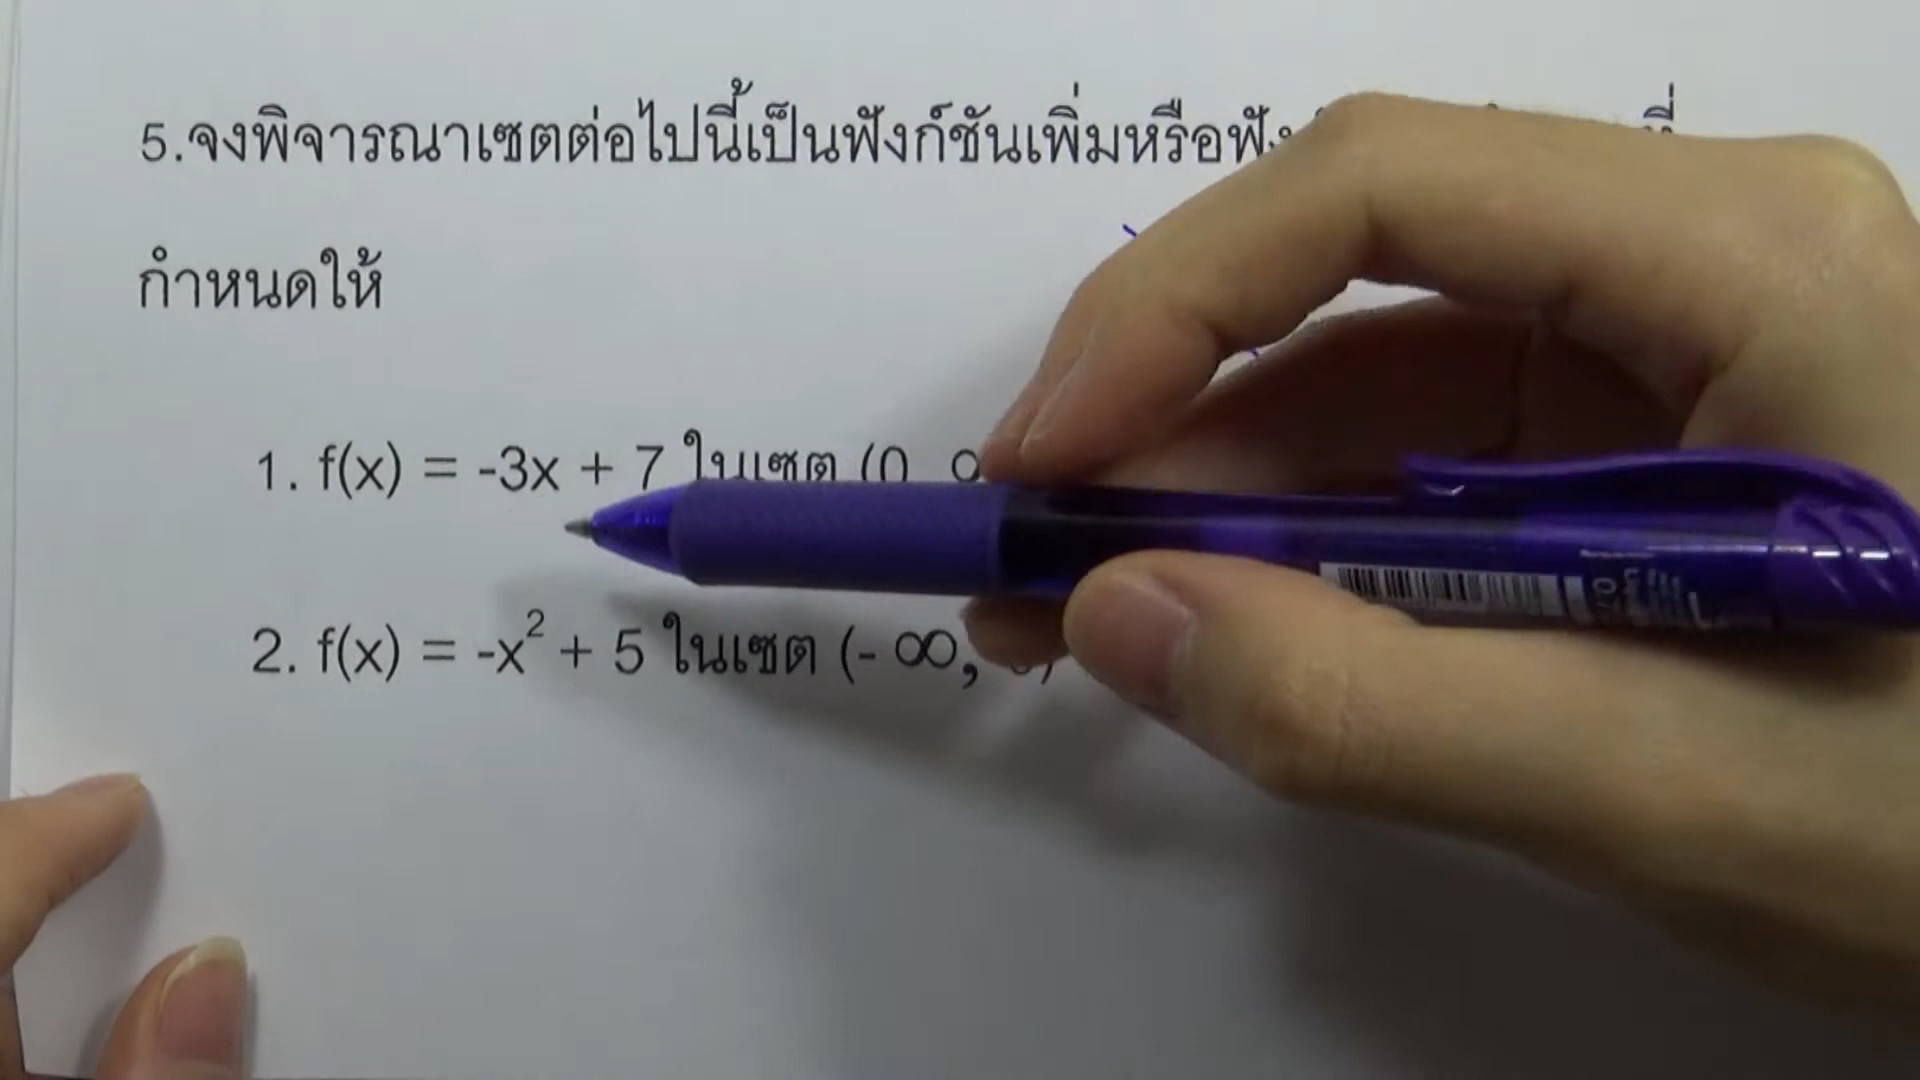 5.จงพิจารณาเซตต่อไปนี้เป็นฟังก์ชันเพิ่มหรือ
กำหนดให้
1. f(x) = -3x + 7 ในเซต (0,
2. f(x) = -x² + 5 ในเซต (- ∞,